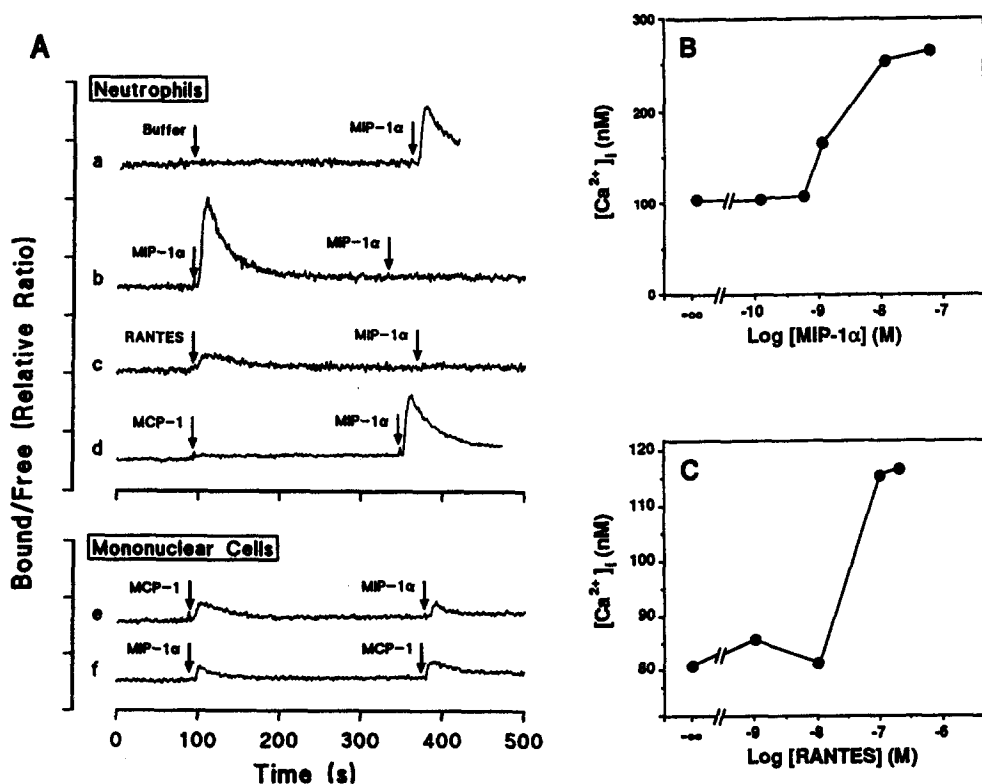 A
Neutrophils
Buffer
MIP-1α
a
MIP-1α
MIP-1α
b
RANTES
MIP-1α
c
MCP-1
MIP-1α
d
Mononuclear Cells
MCP-1
MIP-1α
e
MIP-1α
MCP-1
f
Bound/Free (Relative Ratio)
0 100 200 300 400 500
Time (s)
B
300
200
100
0
[Ca²⁺]i (nM)
-∞ -10 -9 -8 -7
Log [MIP-1α] (M)
C
120
110
100
90
80
[Ca²⁺]i (nM)
-∞ -9 -8 -7 -6
Log [RANTES] (M)